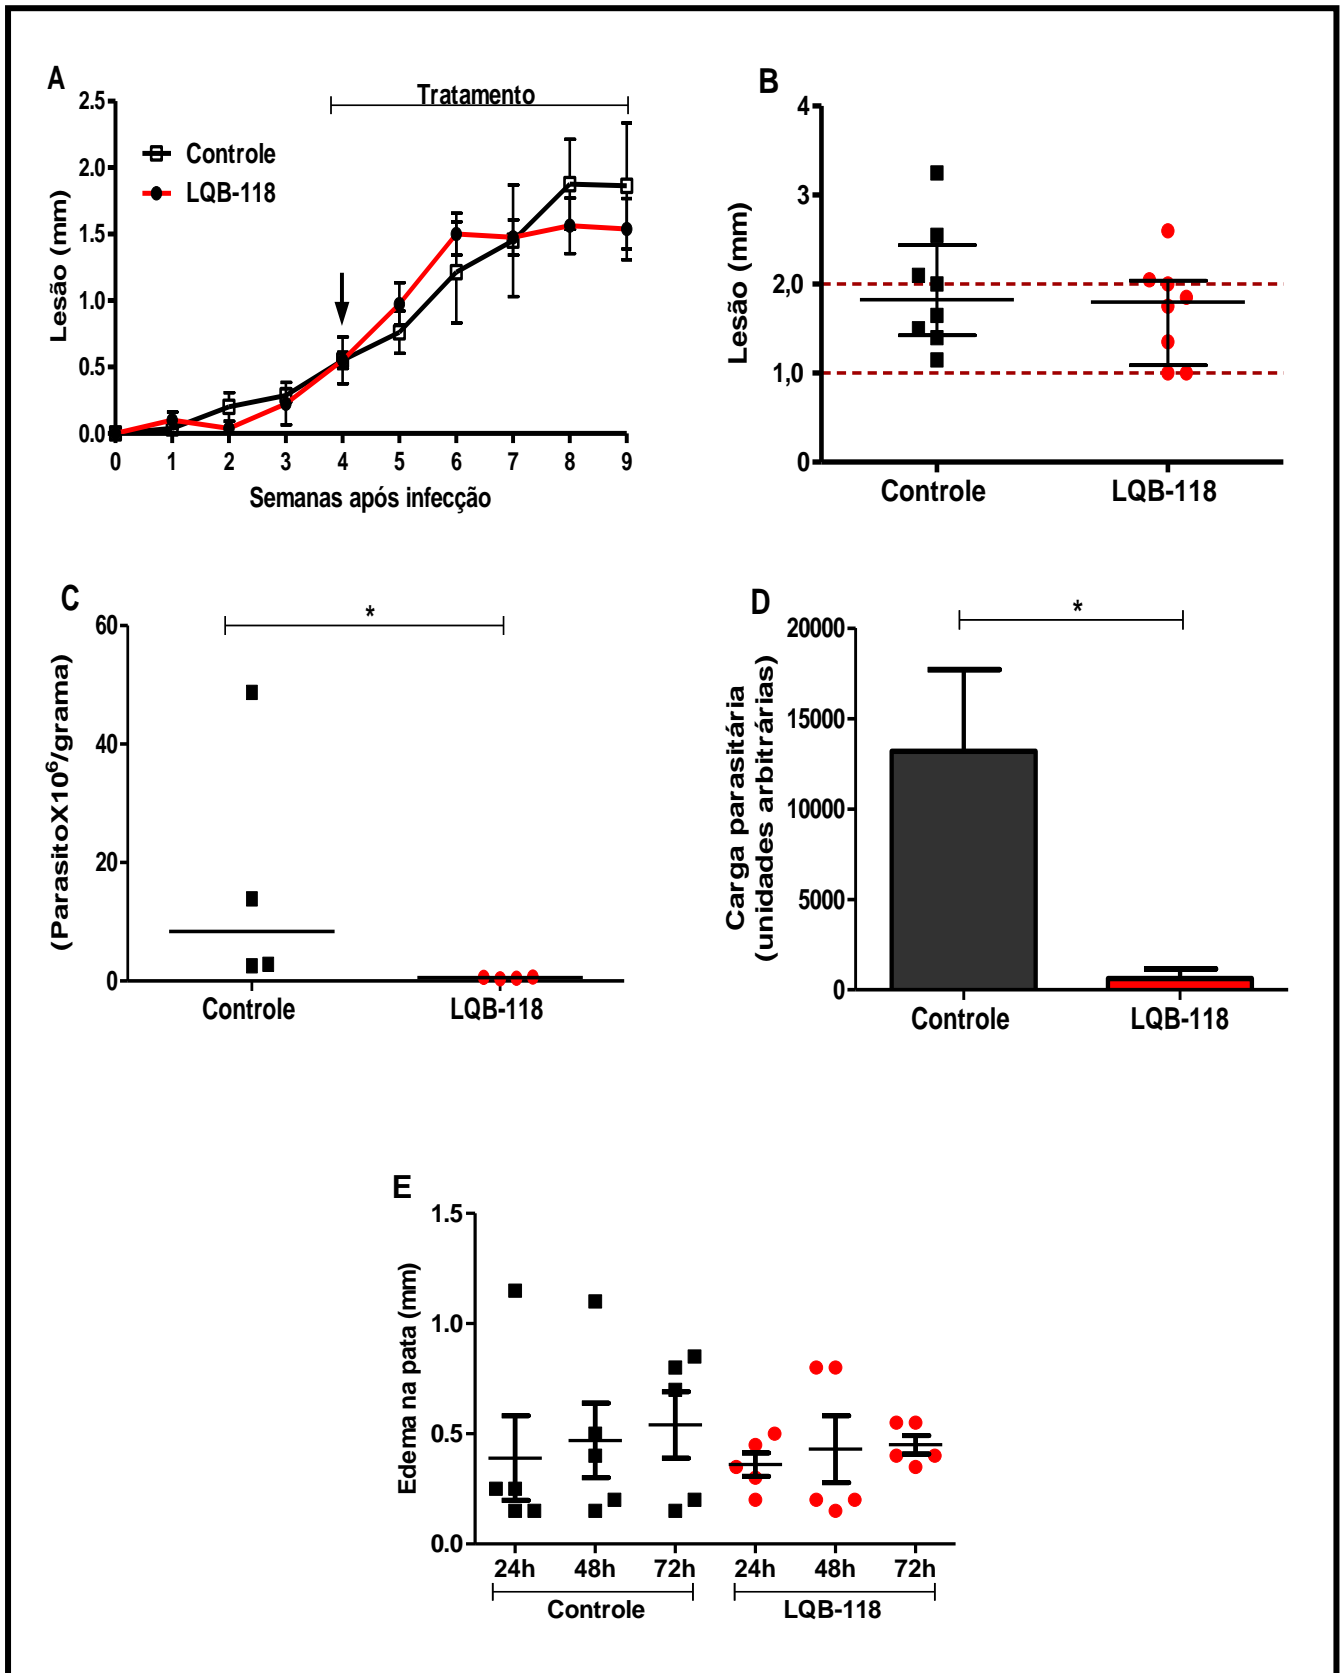 A
Tratamento
2.5
2.0
1.5
1.0
0.5
0.0
Controle
LQB-118
Lesão (mm)
0 1 2 3 4 5 6 7 8 9
Semanas após infecção
B
4
3
2,0
1,0
0
Lesão (mm)
Controle LQB-118
C
*
60
40
20
0
(ParasitoX10⁶/grama)
Controle LQB-118
D
*
20000
15000
10000
5000
0
Carga parasitária
(unidades arbitrárias)
Controle LQB-118
E
1.5
1.0
0.5
0.0
Edema na pata (mm)
24h 48h 72h 24h 48h 72h
Controle LQB-118